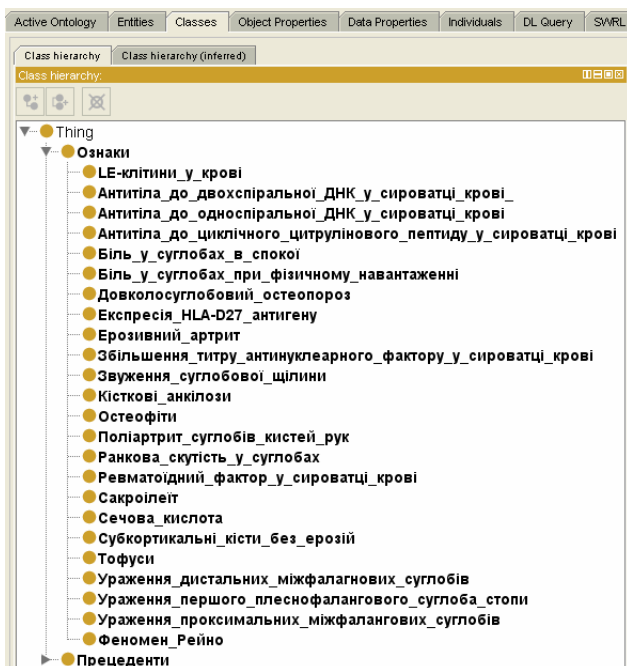 Active Ontology Entities Classes Object Properties Data Properties Individuals DL Query SWRL
Class hierarchy Class hierarchy (inferred)
Class hierarchy:
Thing
Ознаки
LE-клітини_у_крові
Антитіла_до_двохспіральної_ДНК_у_сироватці_крові_
Антитіла_до_односпіральної_ДНК_у_сироватці_крові
Антитіла_до_циклічного_цитрулінового_пептиду_у_сироватці_крові
Біль_у_суглобах_в_спокої
Біль_у_суглобах_при_фізичному_навантаженні
Довколосуглобовий_остеопороз
Експресія_HLA-D27_антигену
Ерозивний_артрит
Збільшення_титру_антинуклеарного_фактору_у_сироватці_крові
Звуження_суглобової_щілини
Кісткові_анкілози
Остеофіти
Поліартрит_суглобів_кистей_рук
Ранкова_скутість_у_суглобах
Ревматоїдний_фактор_у_сироватці_крові
Сакроілеїт
Сечова_кислота
Субкортикальні_кісти_без_ерозій
Тофуси
Ураження_дистальних_міжфалагнових_суглобів
Ураження_першого_плеснофалангового_суглоба_стопи
Ураження_проксимальних_міжфалангових_суглобів
Феномен_Рейно
Прецеденти